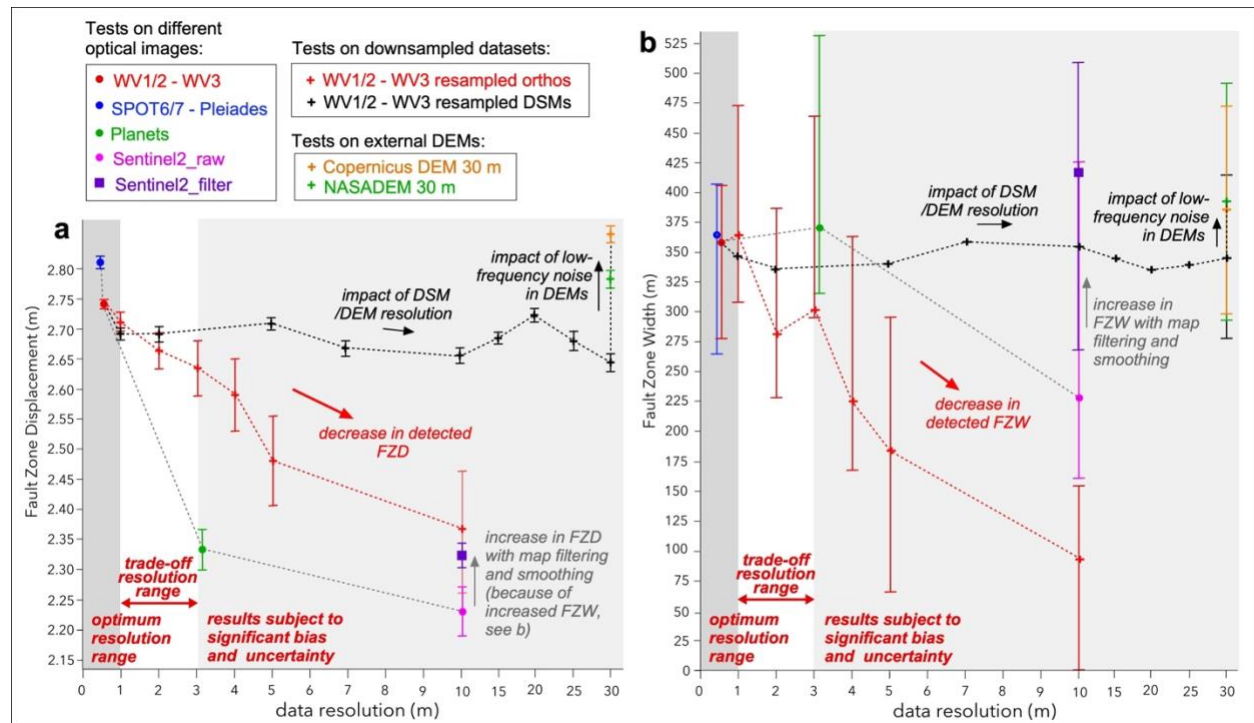 Tests on different
optical images:
WV1/2 - WV3
SPOT6/7 - Pleiades
Planets
Sentinel2_raw
Sentinel2_filter
Tests on downsampled datasets:
WV1/2 - WV3 resampled orthos
WV1/2 - WV3 resampled DSMs
Tests on external DEMs:
Copernicus DEM 30 m
NASADEM 30 m
a
Fault Zone Displacement (m)
2.80
2.75
2.70
2.65
2.60
2.55
2.50
2.45
2.40
2.35
2.30
2.25
2.20
2.15
impact of DSM
/DEM resolution
impact of low-
frequency noise
in DEMs
decrease in detected
FZD
increase in FZD
with map filtering
and smoothing
(because of
increased FZW,
see b)
trade-off
resolution
range
optimum
resolution
range
results subject to
significant bias
and uncertainty
0 1 2 3 4 5 7 9 10 15 20 25 30
data resolution (m)
b
Fault Zone Width (m)
525
500
475
450
425
400
375
350
325
300
275
250
225
200
175
150
125
100
75
50
25
0
impact of DSM
/DEM resolution
impact of low-
frequency noise
in DEMs
increase in
FZW with map
filtering and
smoothing
decrease in
detected FZW
trade-off
resolution
range
optimum
resolution
range
results subject to
significant bias
and uncertainty
0 1 2 3 4 5 7 9 10 15 20 25 30
data resolution (m)